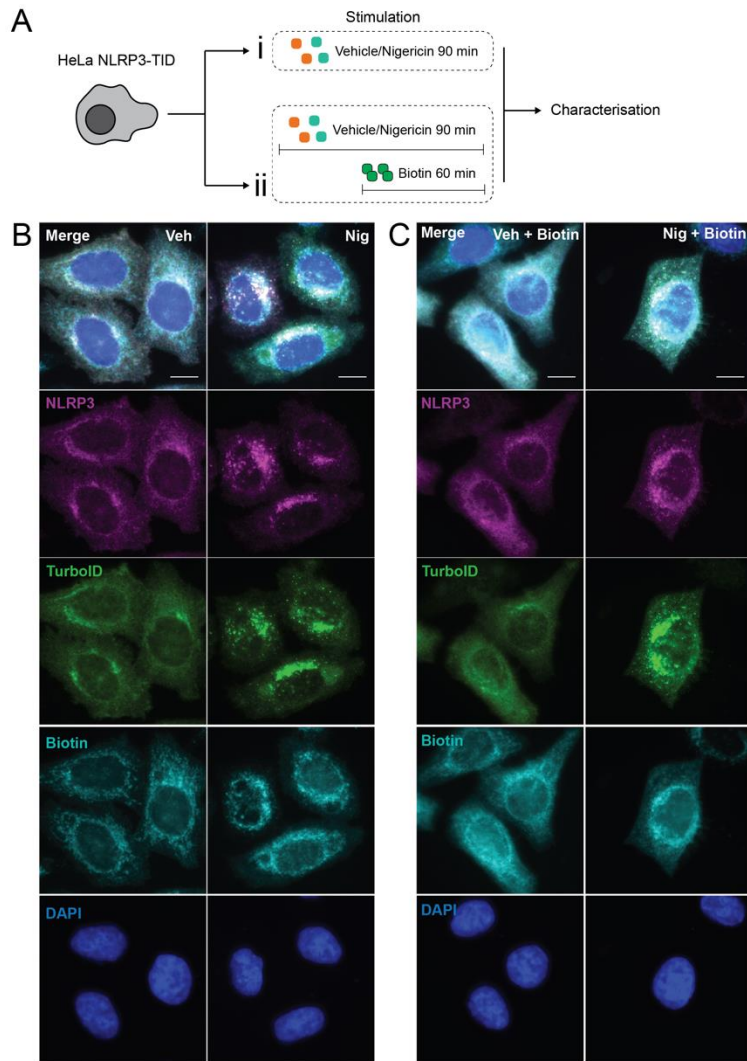 A
Stimulation
HeLa NLRP3-TID
i
Vehicle/Nigericin 90 min
Characterisation
Vehicle/Nigericin 90 min
ii
Biotin 60 min
B
Merge Veh
Nig
C
Merge Veh + Biotin
Nig + Biotin
NLRP3
NLRP3
TurboID
TurboID
Biotin
Biotin
DAPI
DAPI